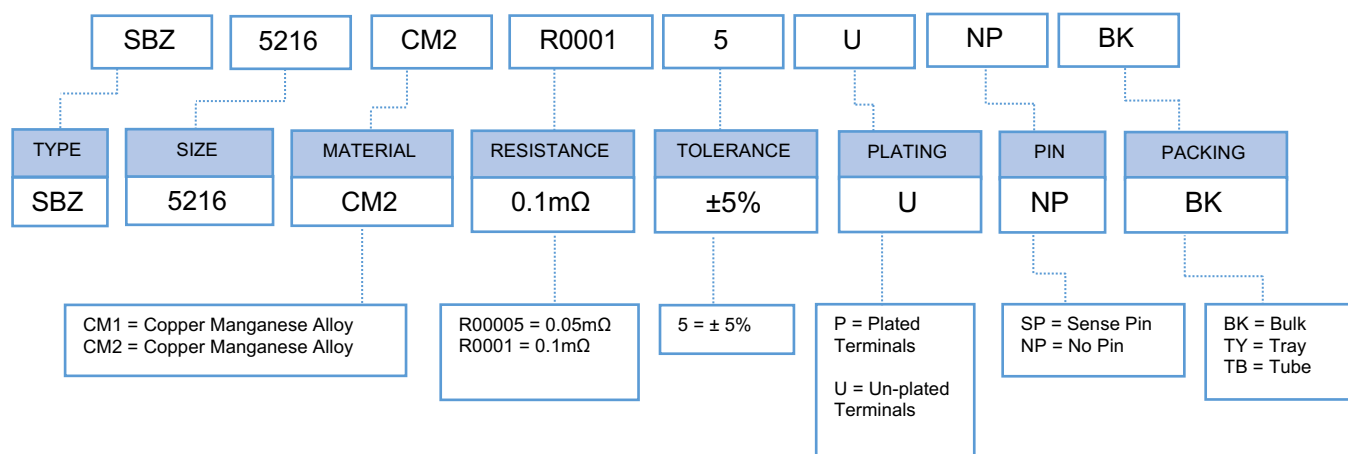 SBZ 5216 CM2 R0001 5 U NP BK
TYPE SIZE MATERIAL RESISTANCE TOLERANCE PLATING PIN PACKING
SBZ 5216 CM2 0.1mΩ ±5% U NP BK
CM1 = Copper Manganese Alloy
CM2 = Copper Manganese Alloy
R00005 = 0.05mΩ
R0001 = 0.1mΩ
5 = ± 5%
P = Plated
Terminals
U = Un-plated
Terminals
SP = Sense Pin
NP = No Pin
BK = Bulk
TY = Tray
TB = Tube